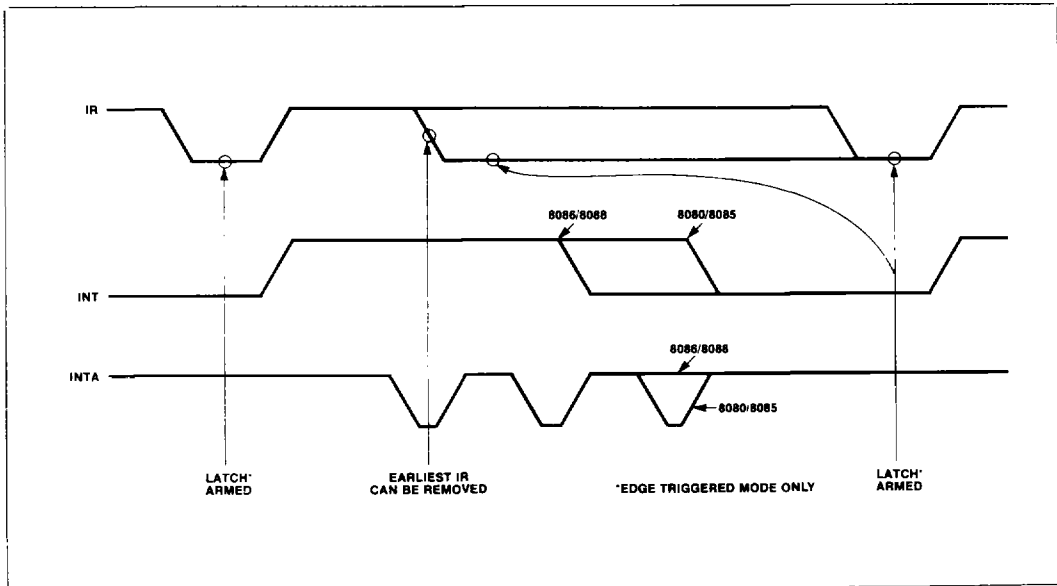 IR
8086/8088
8080/8085
INT
8086/8088
INTA
8080/8085
LATCH*
ARMED
EARLIEST IR
CAN BE REMOVED
*EDGE TRIGGERED MODE ONLY
LATCH*
ARMED